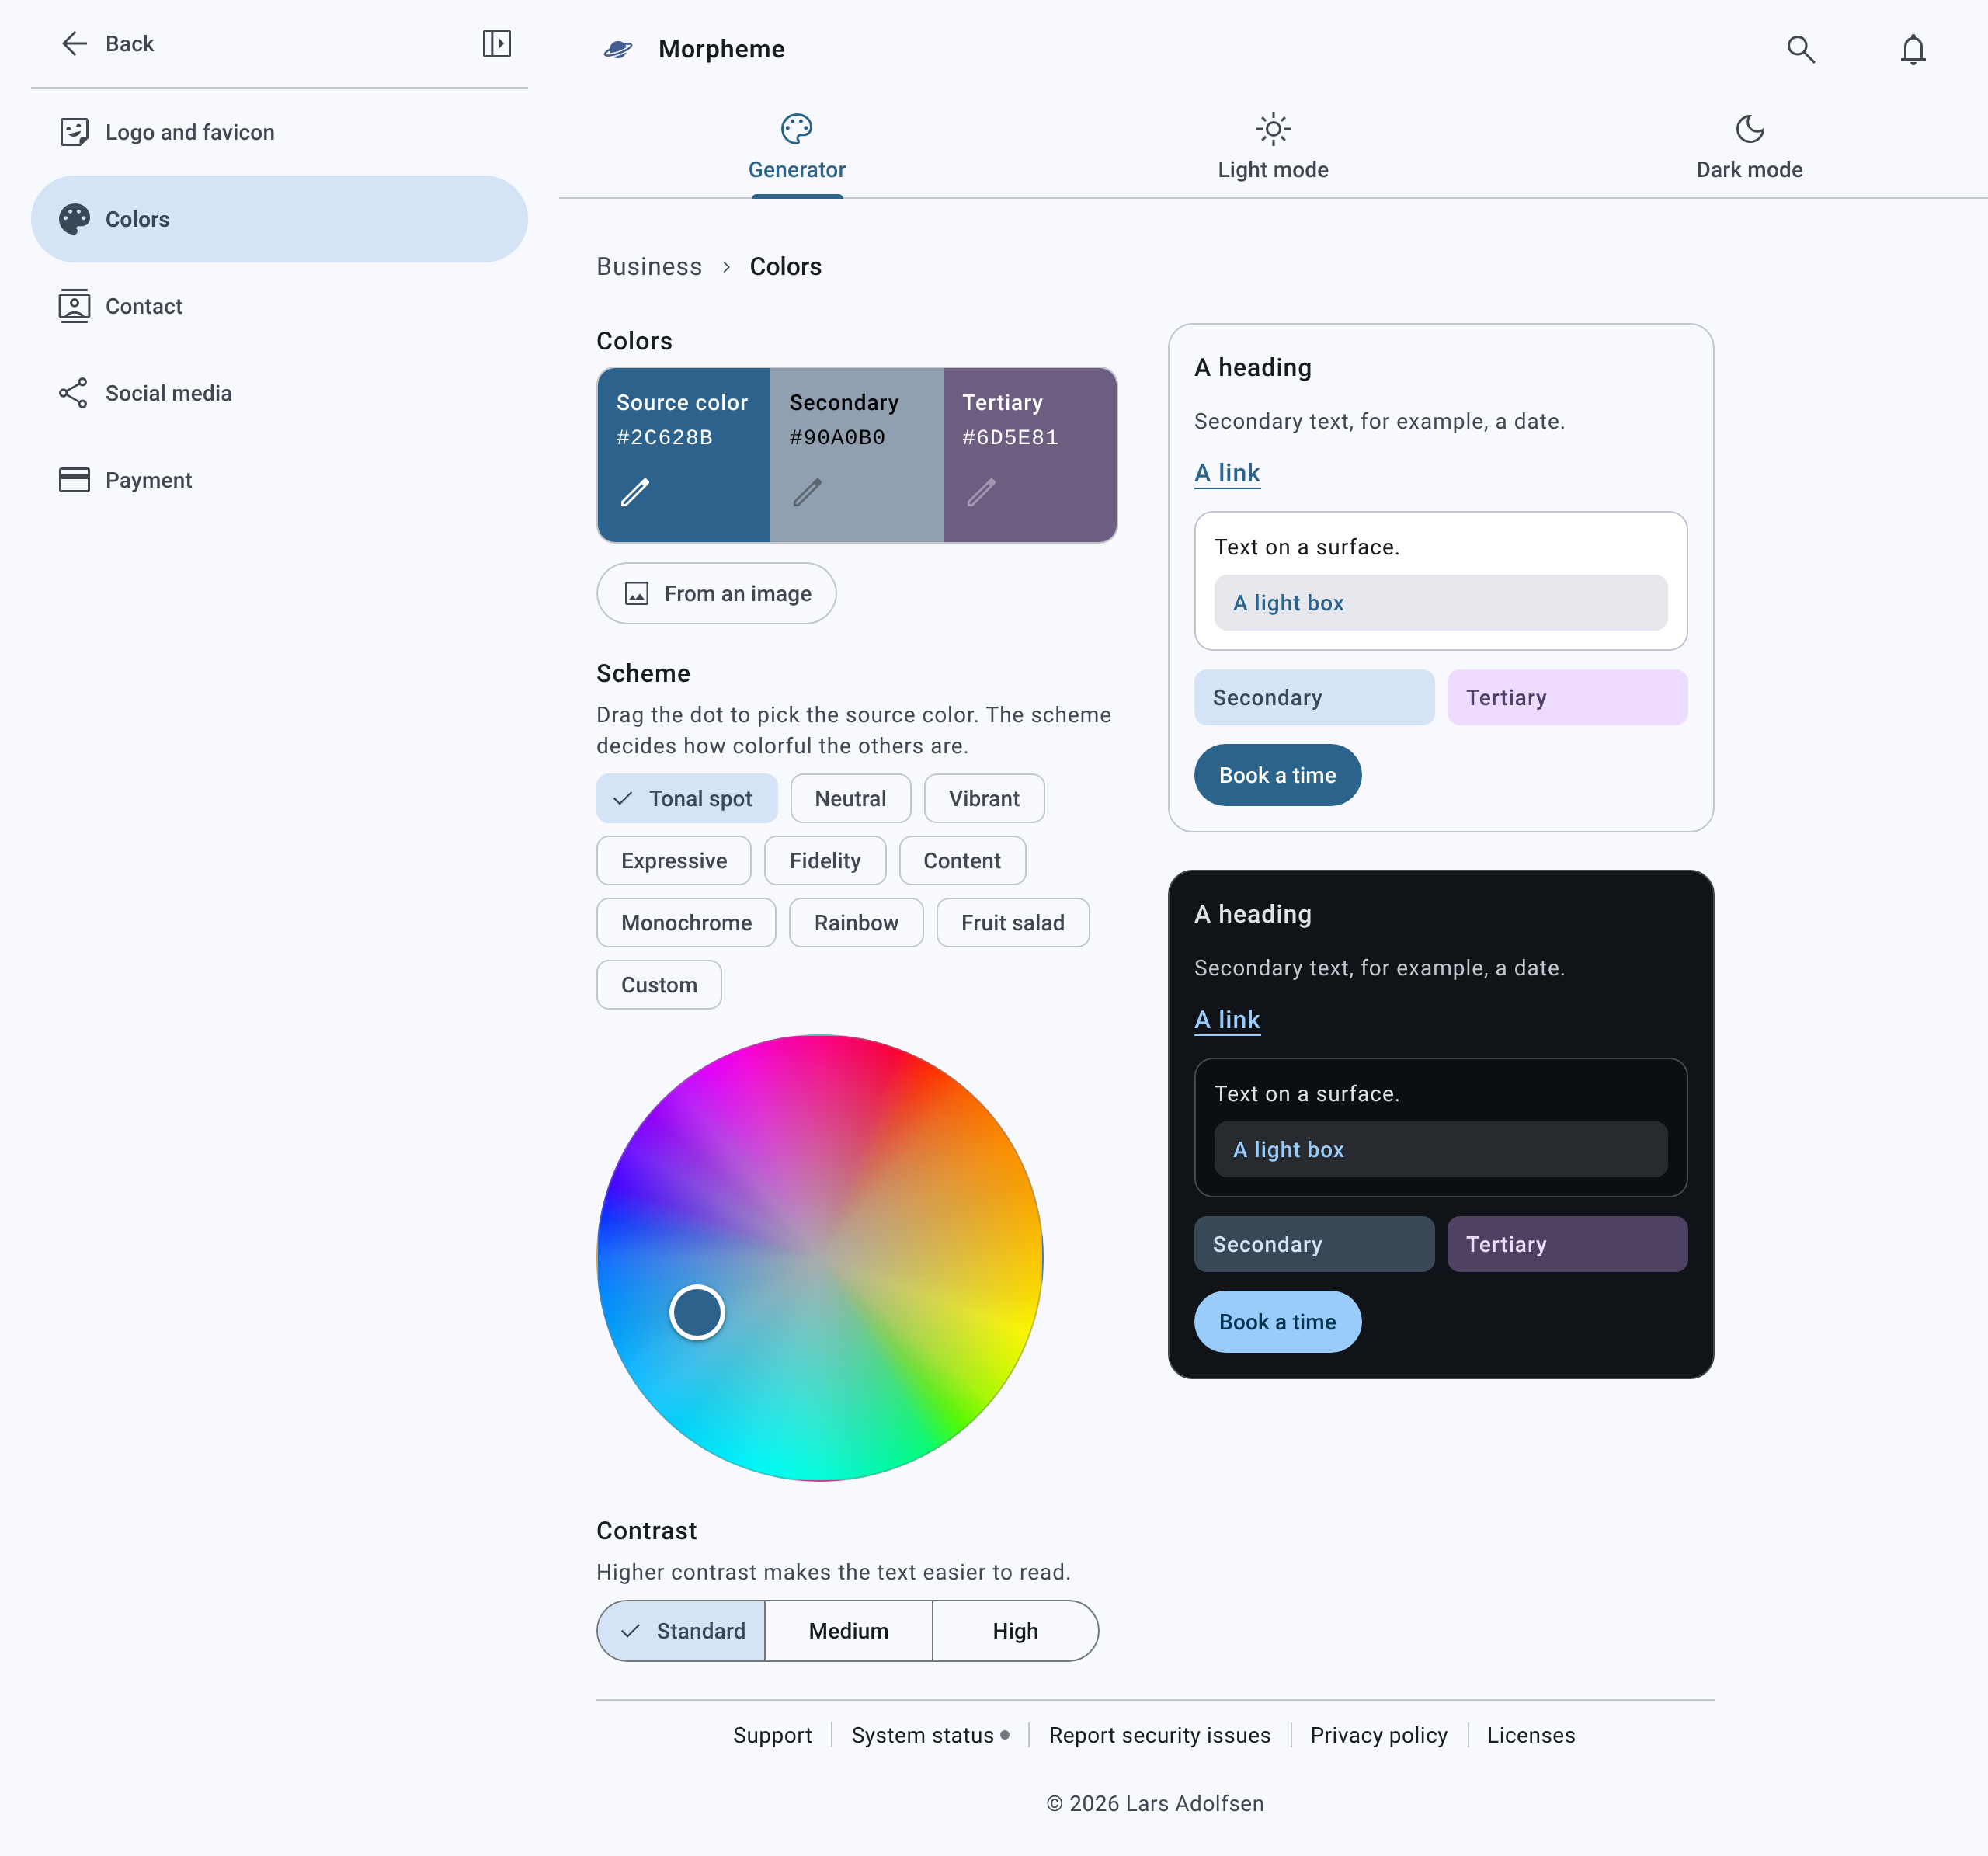 Back
Logo and favicon
Colors
Contact
Social media
Payment
Morpheme
Generator
Light mode
Dark mode
Business > Colors
Colors
Source color
#2C628B
Secondary
#90A0B0
Tertiary
#6D5E81
From an image
Scheme
Drag the dot to pick the source color. The scheme
decides how colorful the others are.
Tonal spot
Neutral
Vibrant
Expressive
Fidelity
Content
Monochrome
Rainbow
Fruit salad
Custom
Contrast
Higher contrast makes the text easier to read.
Standard
Medium
High
A heading
Secondary text, for example, a date.
A link
Text on a surface.
A light box
Secondary
Tertiary
Book a time
A heading
Secondary text, for example, a date.
A link
Text on a surface.
A light box
Secondary
Tertiary
Book a time
Support
System status
Report security issues
Privacy policy
Licenses
© 2026 Lars Adolfsen